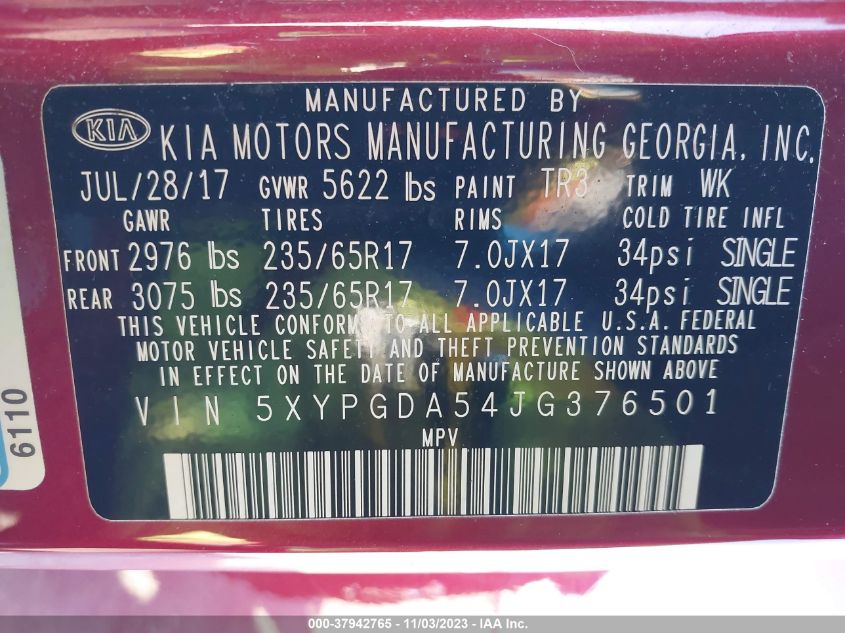 MANUFACTURED BY
KIA KIA MOTORS MANUFACTURING GEORGIA, INC.
JUL/28/17 GVWR 5622 lbs PAINT TR3 TRIM WK
GAWR TIRES RIMS COLD TIRE INFL
FRONT 2976 lbs 235/65R17 7.0JX17 34psi SINGLE
REAR 3075 lbs 235/65R17 7.0JX17 34psi SINGLE
THIS VEHICLE CONFORMS TO ALL APPLICABLE U.S.A. FEDERAL
MOTOR VEHICLE SAFETY AND THEFT PREVENTION STANDARDS
IN EFFECT ON THE DATE OF MANUFACTURE SHOWN ABOVE
VIN 5XYPGDA54JG376501
MPV
6110
000-37942765 - 11/03/2023 - © IAA Inc.